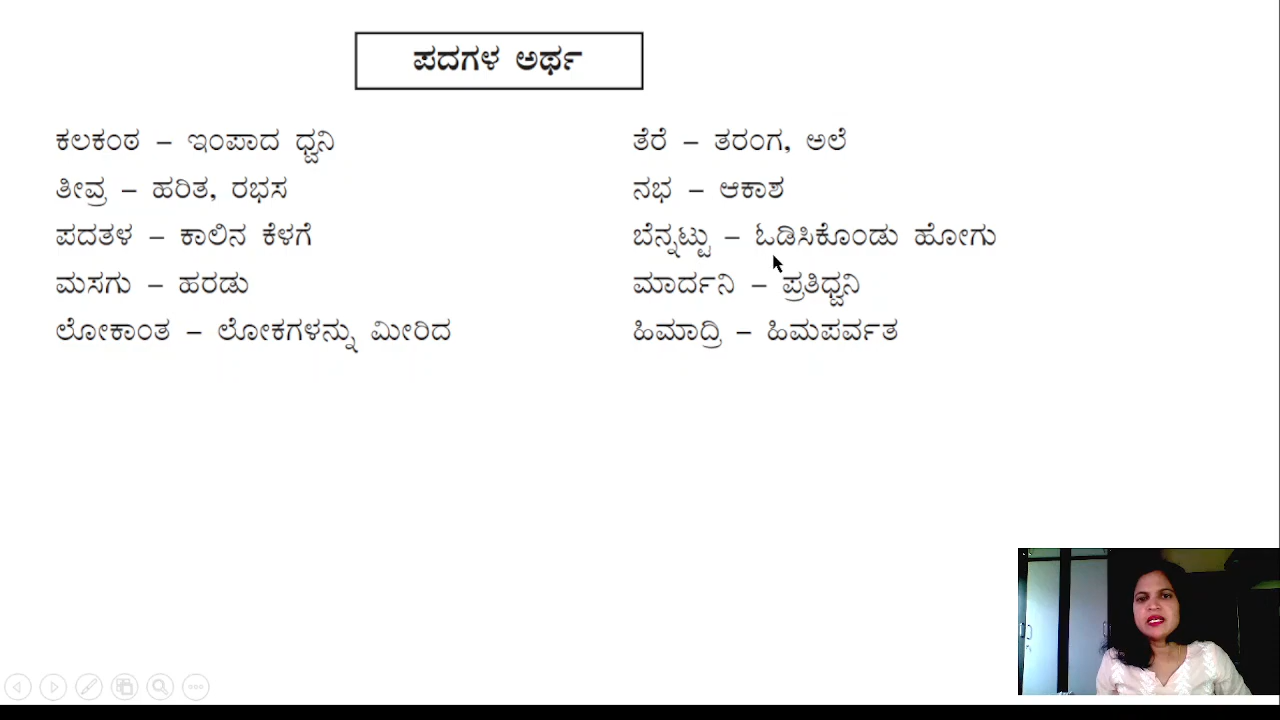 ಪದಗಳ ಅರ್ಥ
ಕಲಕಂಠ – ಇಂಪಾದ ಧ್ವನಿ
ತೀವ್ರ – ಹರಿತ, ರಭಸ
ಪದತಳ – ಕಾಲಿನ ಕೆಳಗೆ
ಮಸಗು – ಹರಡು
ಲೋಕಾಂತ – ಲೋಕಗಳನ್ನು ಮೀರಿದ
ತೆರೆ – ತರಂಗ, ಅಲೆ
ನಭ – ಆಕಾಶ
ಬೆನ್ನಟ್ಟು – ಓಡಿಸಿಕೊಂಡು ಹೋಗು
ಮಾರ್ದನಿ – ಪ್ರತಿಧ್ವನಿ
ಹಿಮಾದ್ರಿ – ಹಿಮಪರ್ವತ